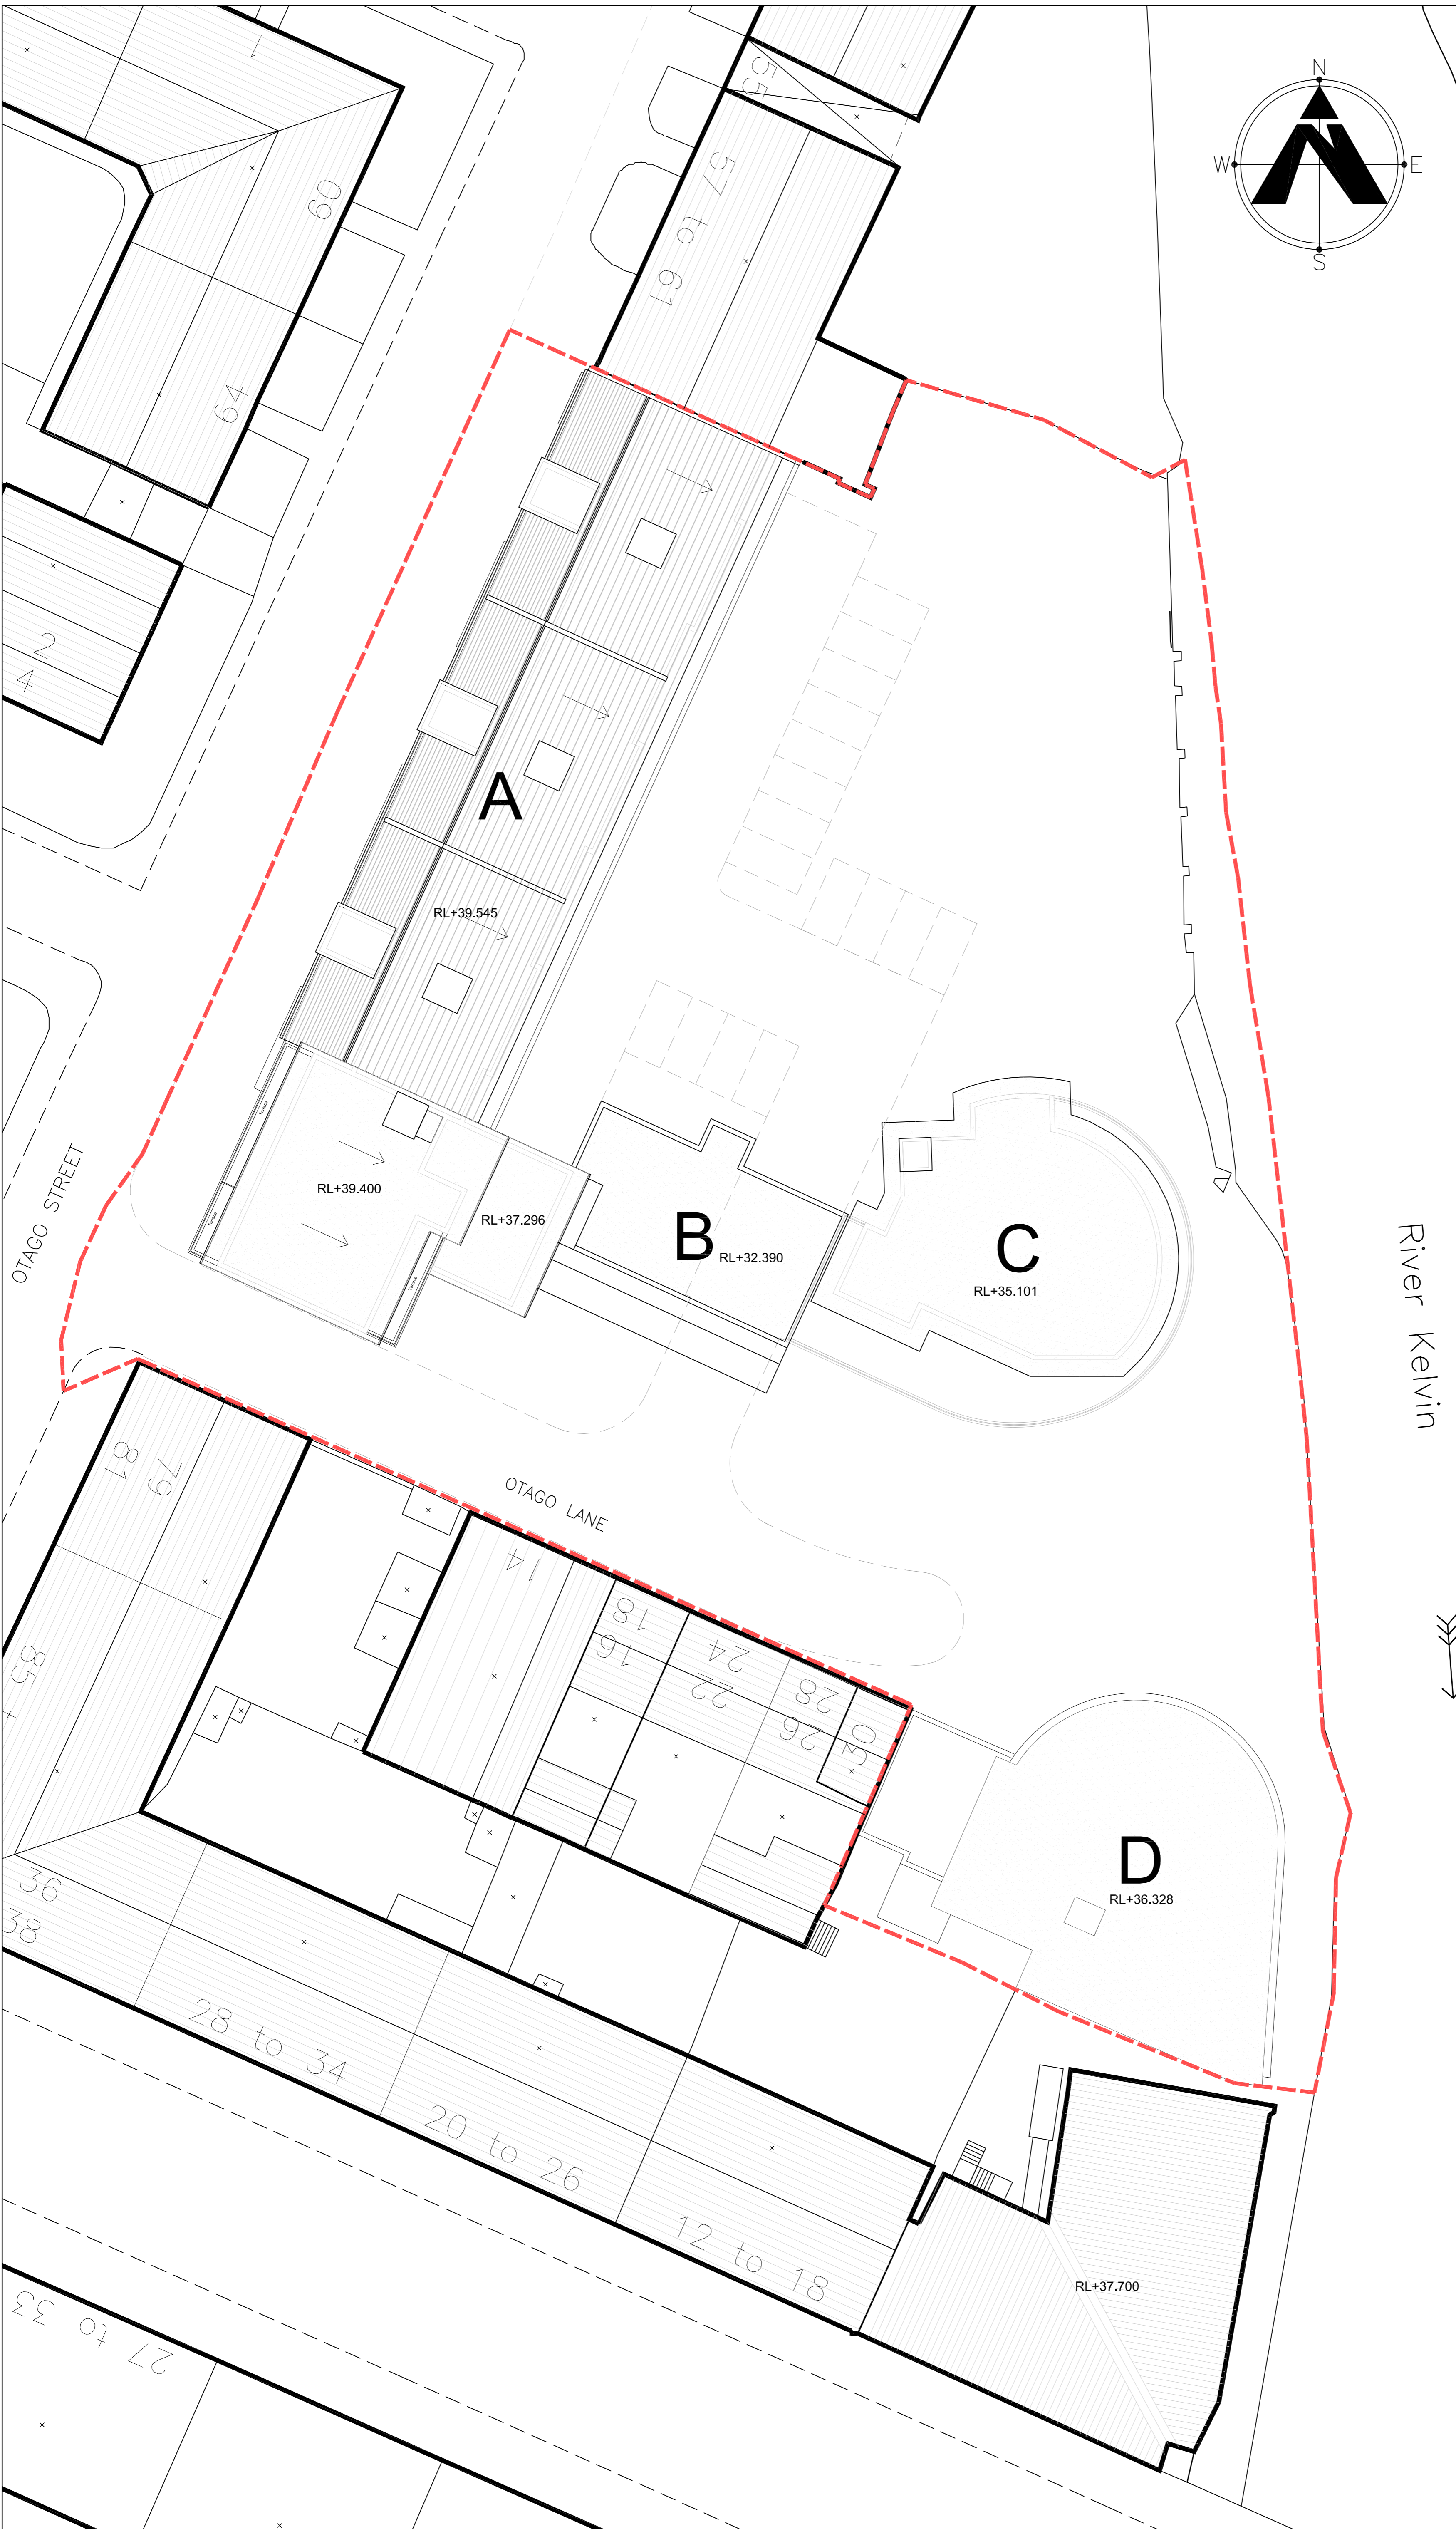 N
W
E
S
1
55
57 to 61
60
64
2
4
A
RL+39.545
Terrace
RL+39.400
Terrace
Terrace
RL+37.296
B
RL+32.390
C
RL+35.101
OTAGO STREET
River Kelvin
OTAGO LANE
81
79
85
14
18
16
24
22
28
26
30
D
RL+36.328
36
38
28 to 34
20 to 26
12 to 18
RL+37.700
27 to 33